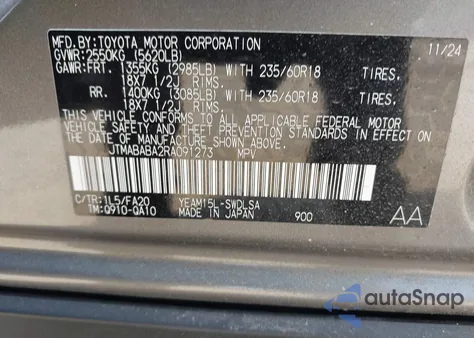 MFD.BY:TOYOTA MOTOR CORPORATION 11/24
GVWR:2550KG (5620LB)
GAWR:FRT. 1355KG (2985LB) WITH 235/60R18 TIRES.
18X7 1/2J RIMS.
RR. 1400KG (3085LB) WITH 235/60R18 TIRES.
18X7 1/2J RIMS.
THIS VEHICLE CONFORMS TO ALL APPLICABLE FEDERAL MOTOR
VEHICLE SAFETY AND THEFT PREVENTION STANDARDS IN EFFECT ON
THE DATE OF MANUFACTURE SHOWN ABOVE.
JTMABABA2RA091273 MPV
C/TR:1L5/FA20 YEAM15L-SWDLSA
TM:Q910-QA10 MADE IN JAPAN 900 AA
autoSnap